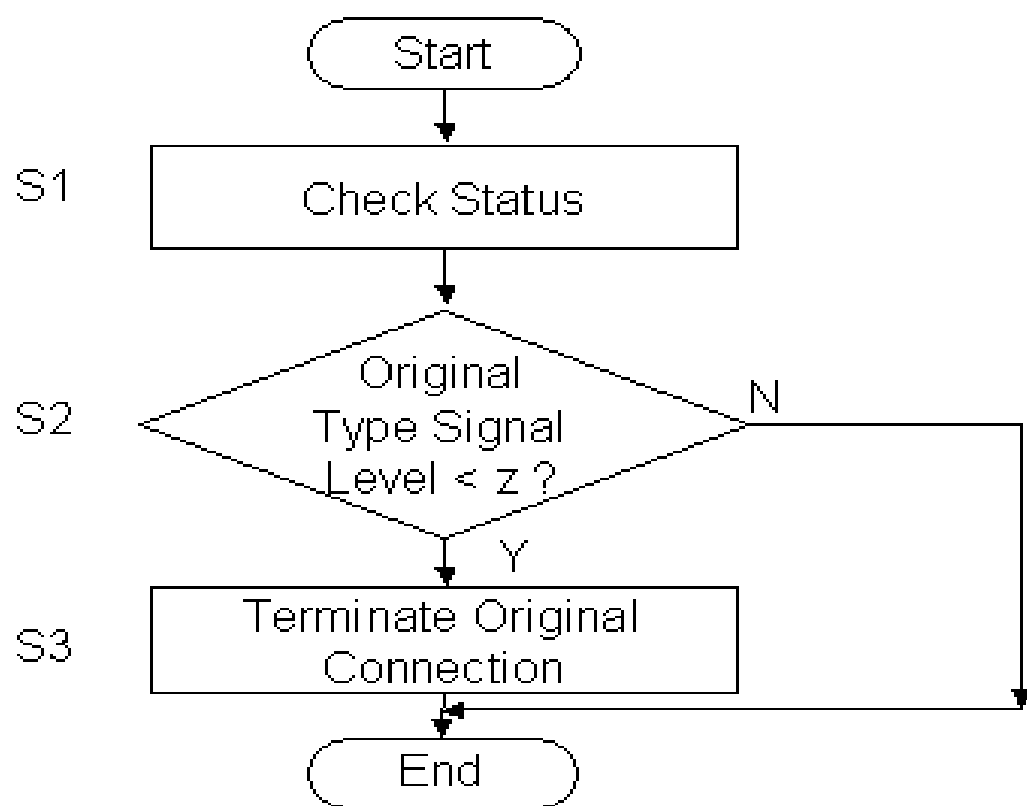 Start
S1
Check Status
S2
Original
Type Signal
Level < z ?
N
Y
S3
Terminate Original
Connection
End